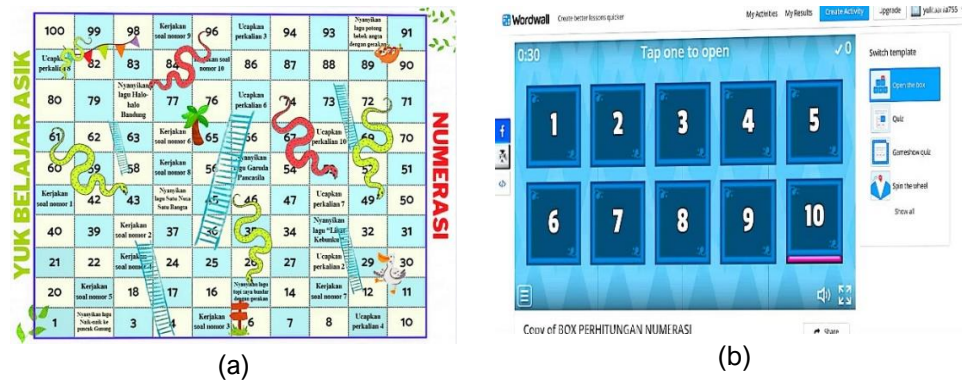 YUK BELAJAR ASIK
NUMERASI
100 99 98 Kerjakan soal nomor 9 96 Ucapkan perkalian 3 94 93 Nyanyikan lagu potong bebek angsa dengan gerakan 91
82 83 84 soal nomor 10 86 87 88 89 90
80 79 Nyanyikan lagu Halo-halo Bandung 77 76 Ucapkan perkalian 6 74 73 72 71
61 62 63 Kerjakan soal nomor 6 65 66 67 Ucapkan perkalian 10 69 70
60 59 58 Kerjakan soal nomor 8 56 lagu Garuda Pancasila 54 51
Kerjakan soal nomor 1 42 43 Nyanyikan lagu Satu Nusa Satu Bangsa 46 47 Ucapkan perkalian 7 49 50
40 39 Kerjakan soal nomor 2 37 36 35 34 Nyanyikan lagu 32 31
21 22 Kerjakan soal nomor 24 25 26 27 Ucapkan perkalian 2 29 30
20 Kerjakan soal nomor 5 18 17 16 Nyanyikan lagu topi saya bundar dengan gerakan 14 Kerjakan soal nomor 7 12 11
1 Nyanyikan lagu Naik-naik ke puncak Gunung 3 4 Kerjakan soal nomor 3 6 7 8 Ucapkan perkalian 4 10
(a)
Wordwall Create better lessons quicker My Activities My Results Create Activity Upgrade
0:30 Tap one to open ✓0
1 2 3 4 5
6 7 8 9 10
Switch template
Open the box
Quiz
Gameshow quiz
Spin the wheel
Show all
Copy of BOX PERHITUNGAN NUMERASI Share
(b)